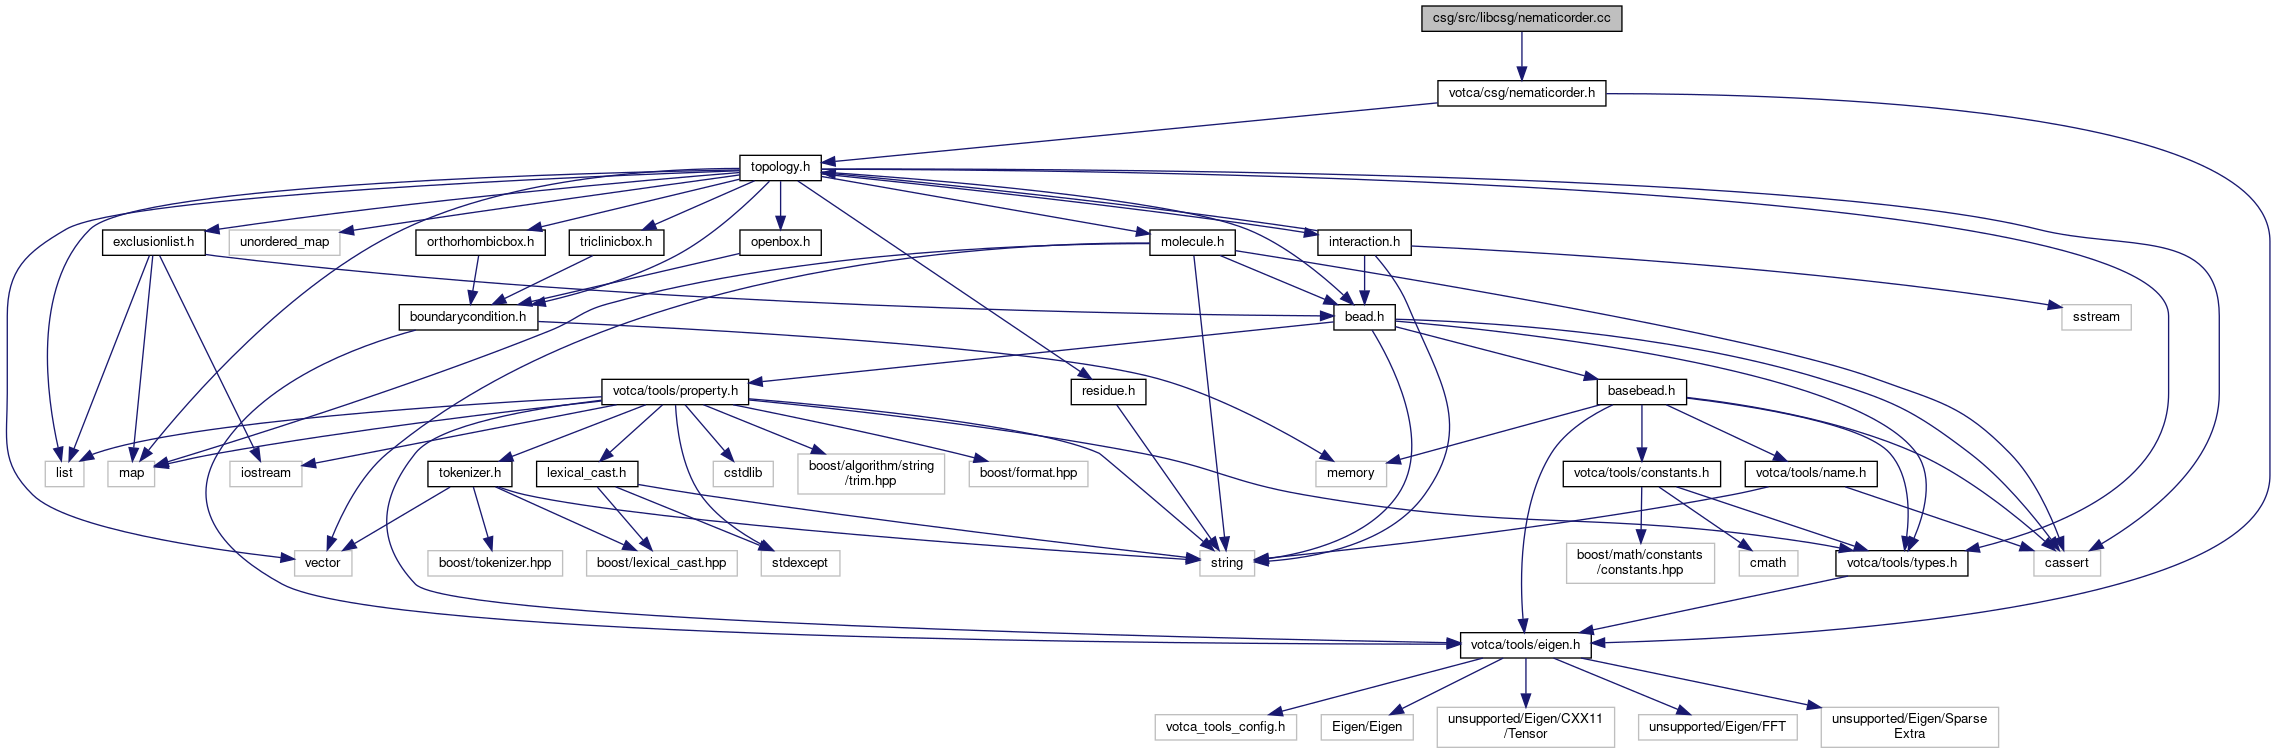 csg/src/libcsg/nematicorder.cc
votca/csg/nematicorder.h
topology.h
exclusionlist.h
unordered_map
orthorhombicbox.h
triclinicbox.h
openbox.h
molecule.h
interaction.h
boundarycondition.h
bead.h
sstream
votca/tools/property.h
residue.h
basebead.h
list
map
iostream
tokenizer.h
lexical_cast.h
cstdlib
boost/algorithm/string
/trim.hpp
boost/format.hpp
memory
votca/tools/constants.h
votca/tools/name.h
vector
boost/tokenizer.hpp
boost/lexical_cast.hpp
stdexcept
string
boost/math/constants
/constants.hpp
cmath
votca/tools/types.h
cassert
votca/tools/eigen.h
votca_tools_config.h
Eigen/Eigen
unsupported/Eigen/CXX11
/Tensor
unsupported/Eigen/FFT
unsupported/Eigen/Sparse
Extra